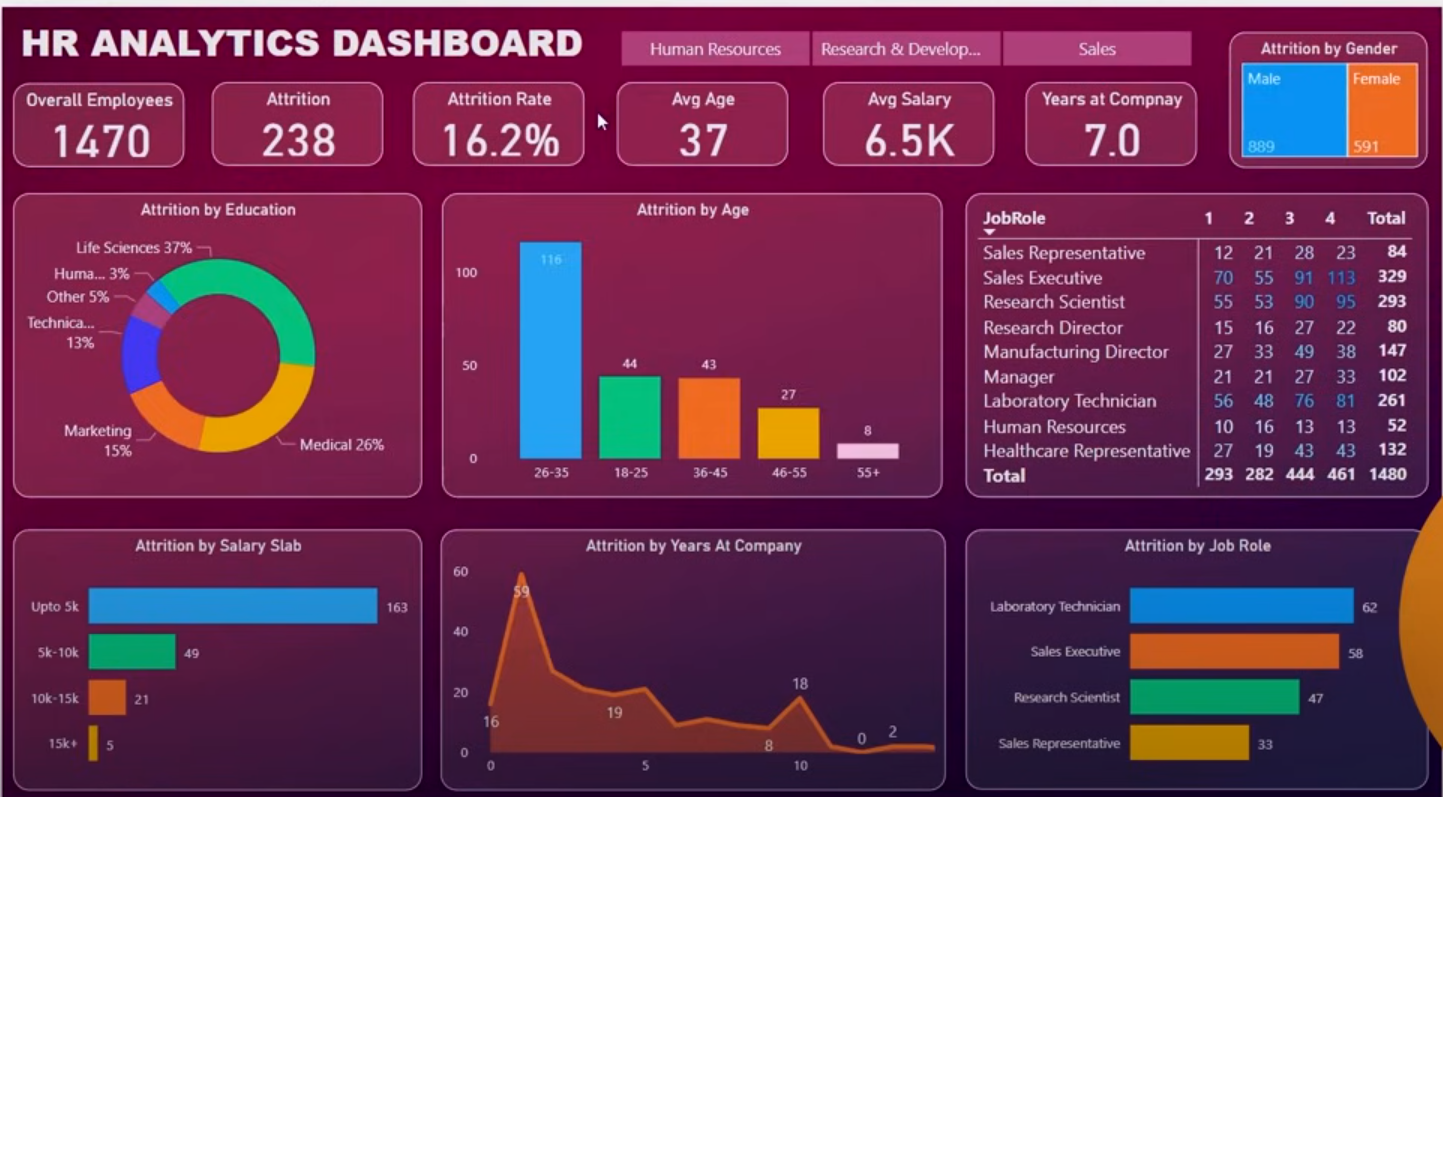 HR ANALYTICS DASHBOARD
Human Resources
Research & Develop...
Sales
Attrition by Gender
Male
Female
889
591
Overall Employees
1470
Attrition
238
Attrition Rate
16.2%
Avg Age
37
Avg Salary
6.5K
Years at Compnay
7.0
Attrition by Education
Life Sciences 37%
Huma... 3%
Other 5%
Technica...
13%
Marketing
15%
Medical 26%
Attrition by Age
100
50
0
116
44
43
27
8
26-35
18-25
36-45
46-55
55+
JobRole 1 2 3 4 Total
Sales Representative 12 21 28 23 84
Sales Executive 70 55 91 113 329
Research Scientist 55 53 90 95 293
Research Director 15 16 27 22 80
Manufacturing Director 27 33 49 38 147
Manager 21 21 27 33 102
Laboratory Technician 56 48 76 81 261
Human Resources 10 16 13 13 52
Healthcare Representative 27 19 43 43 132
Total 293 282 444 461 1480
Attrition by Salary Slab
Upto 5k 163
5k-10k 49
10k-15k 21
15k+ 5
Attrition by Years At Company
60
40
20
0
59
16
19
8
18
0
2
0
5
10
Attrition by Job Role
Laboratory Technician 62
Sales Executive 58
Research Scientist 47
Sales Representative 33